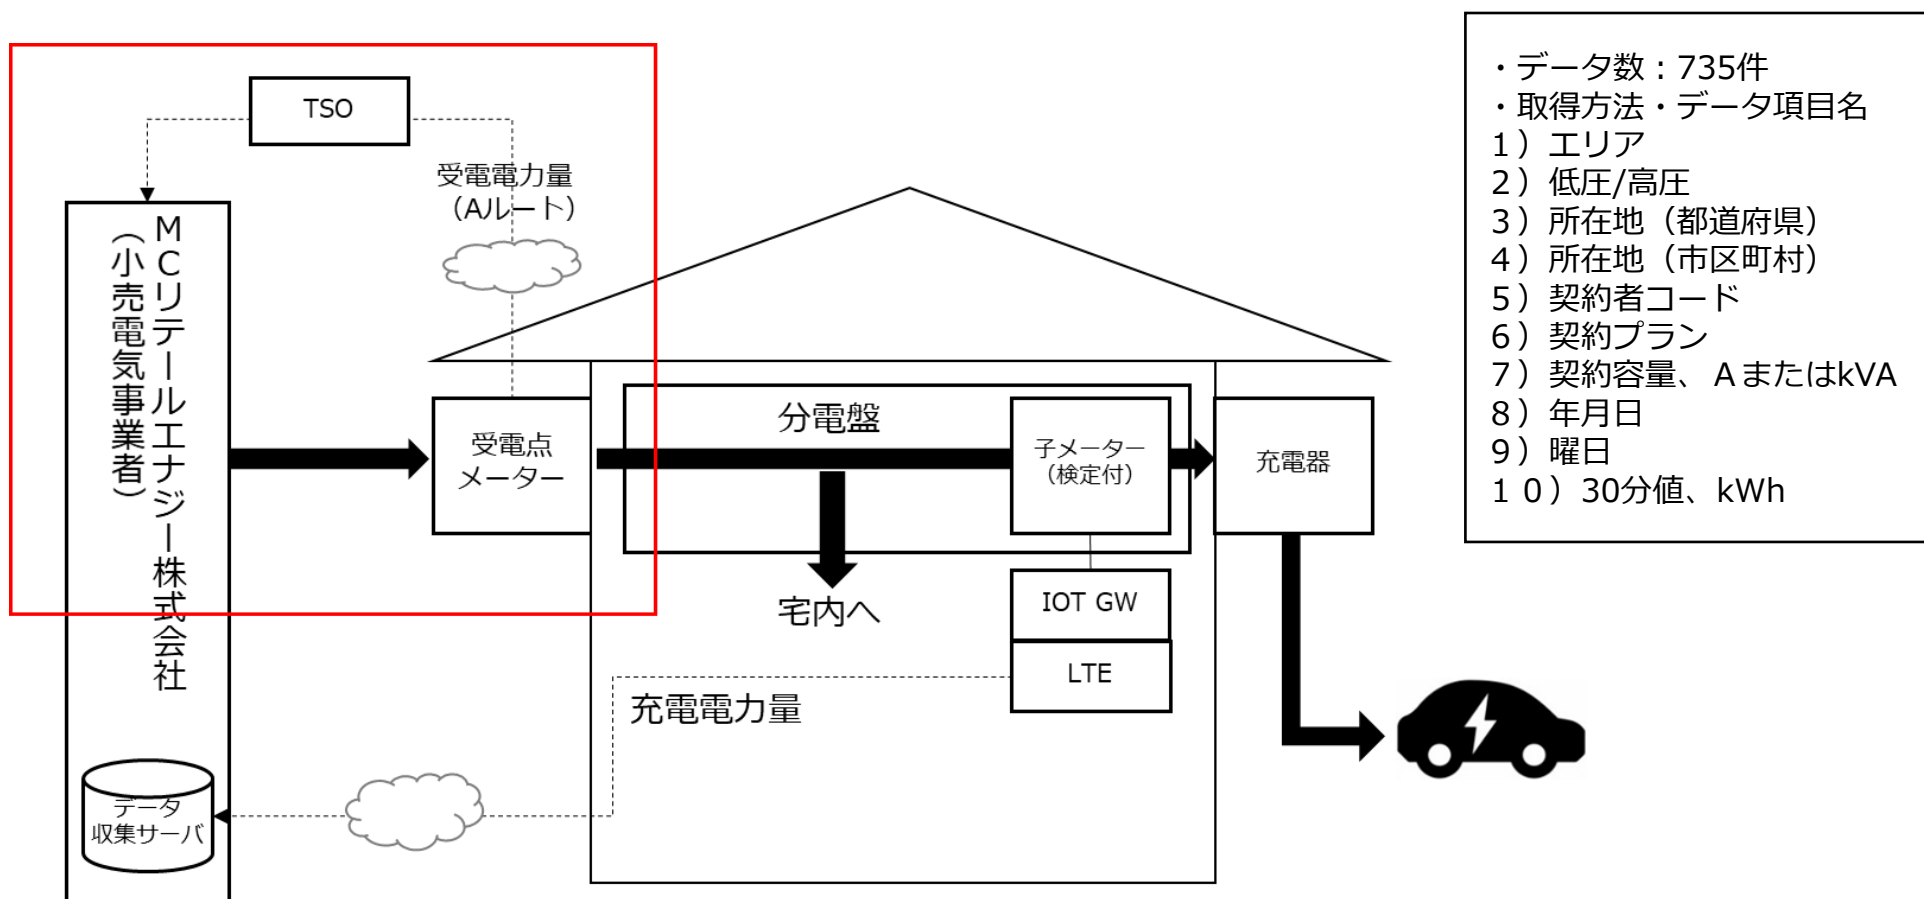 TSO
受電電力量
（Aルート）
MCリテールエナジー株式会社
（小売電気事業者）
受電点
メーター
分電盤
子メーター
（検定付）
充電器
宅内へ
IOT GW
LTE
充電電力量
データ
収集サーバ
・データ数：735件
・取得方法・データ項目名
１）エリア
２）低圧/高圧
３）所在地（都道府県）
４）所在地（市区町村）
５）契約者コード
６）契約プラン
７）契約容量、ＡまたはkVA
８）年月日
９）曜日
１０）30分値、kWh